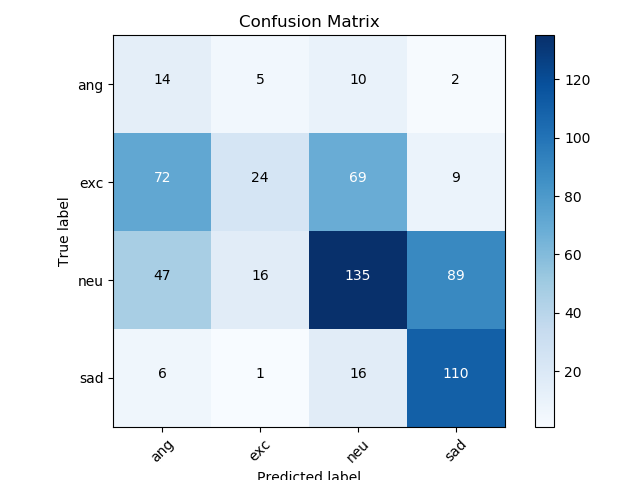 Confusion Matrix
ang 14 5 10 2
exc 72 24 69 9
neu 47 16 135 89
sad 6 1 16 110
ang exc neu sad
True label
Predicted label
120
100
80
60
40
20